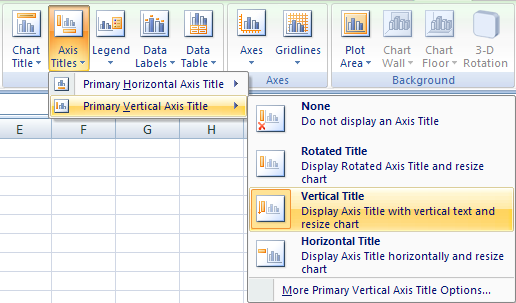 Chart Title
Axis Titles
Legend
Data Labels
Data Table
Axes
Gridlines
Plot Area
Chart Wall
Chart Floor
3-D Rotation
Axes
Background
Primary Horizontal Axis Title
Primary Vertical Axis Title
E F G H
None
Do not display an Axis Title
Rotated Title
Display Rotated Axis Title and resize
chart
Vertical Title
Display Axis Title with vertical text and
resize chart
Horizontal Title
Display Axis Title horizontally and resize
chart
More Primary Vertical Axis Title Options...